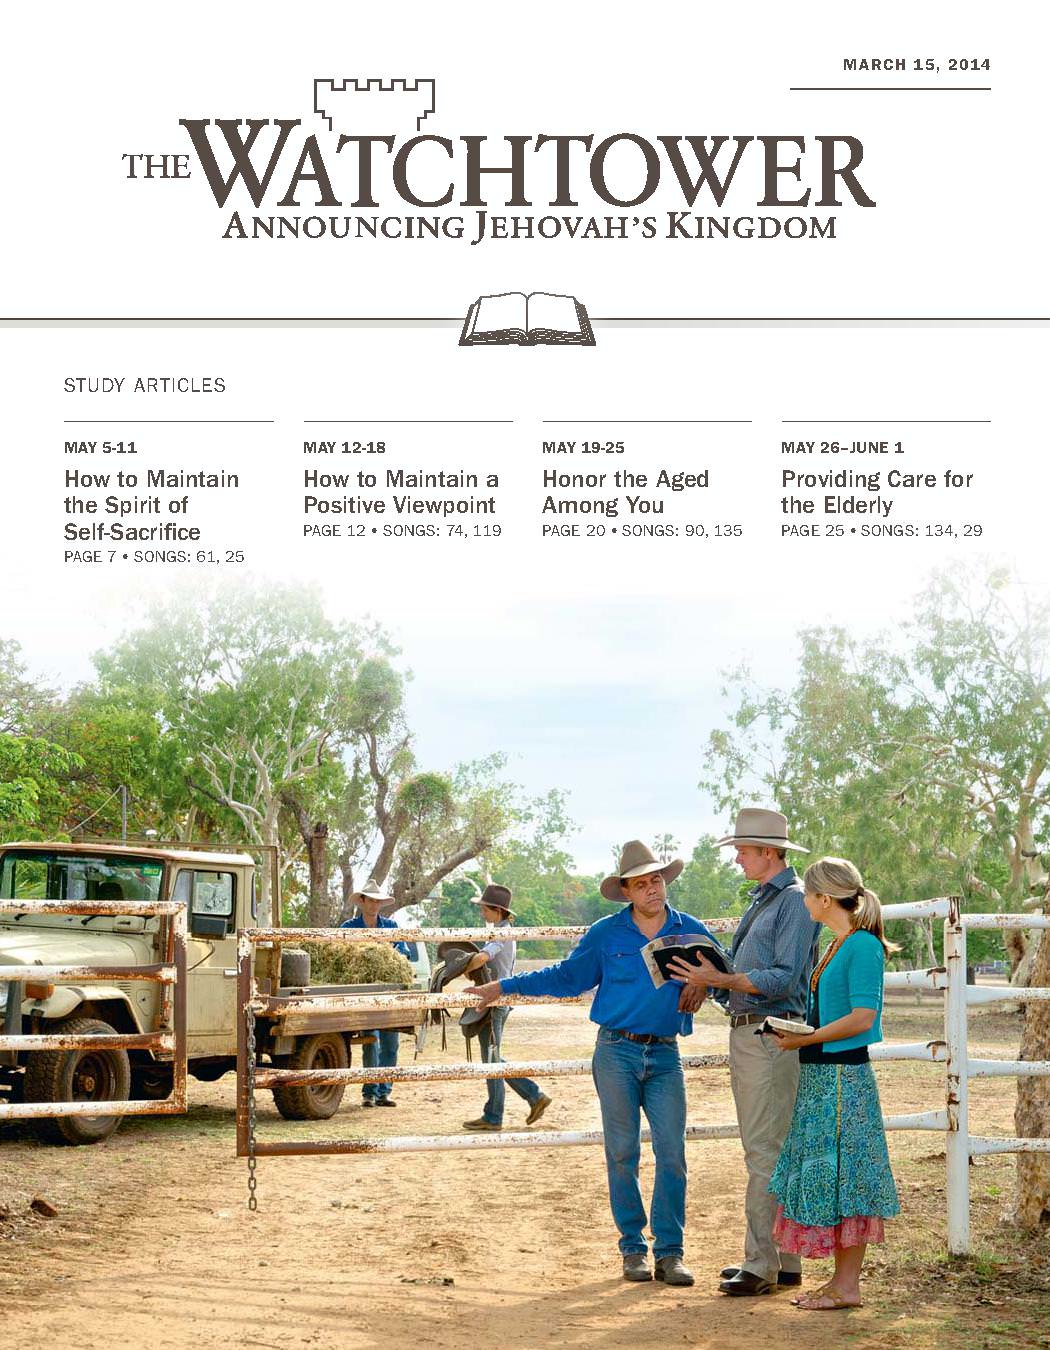 MARCH 15, 2014
THE WATCHTOWER
ANNOUNCING JEHOVAH'S KINGDOM
STUDY ARTICLES
MAY 5-11
How to Maintain
the Spirit of
Self-Sacrifice
PAGE 7 • SONGS: 61, 25
MAY 12-18
How to Maintain a
Positive Viewpoint
PAGE 12 • SONGS: 74, 119
MAY 19-25
Honor the Aged
Among You
PAGE 20 • SONGS: 90, 135
MAY 26–JUNE 1
Providing Care for
the Elderly
PAGE 25 • SONGS: 134, 29